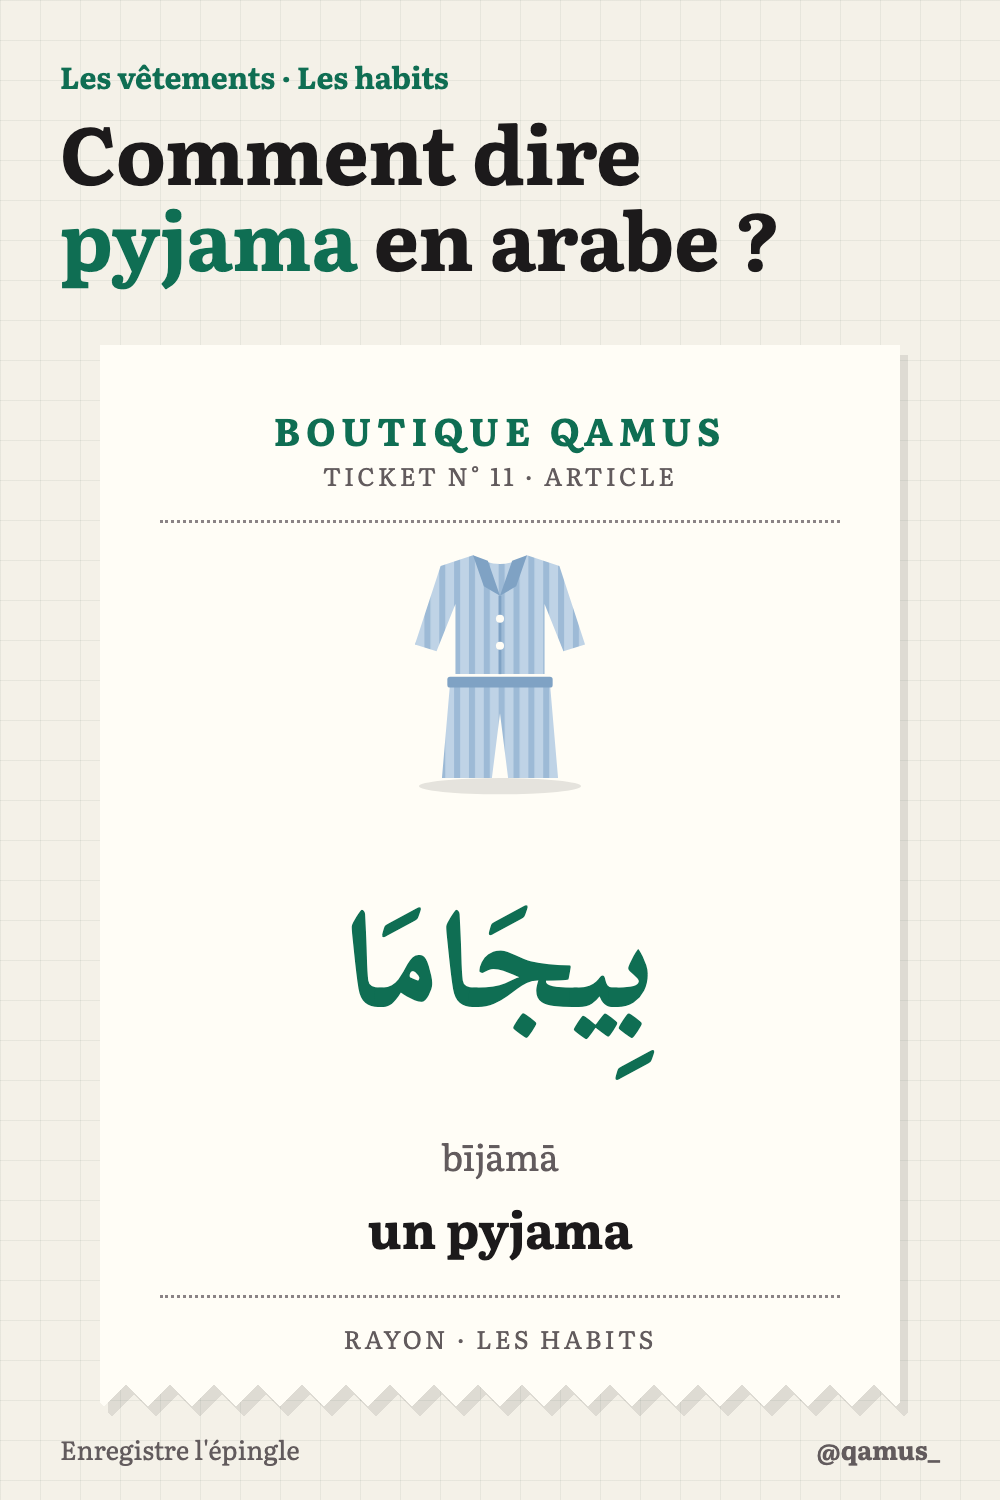 Les vêtements · Les habits
Comment dire
pyjama en arabe ?
BOUTIQUE QAMUS
TICKET N° 11 · ARTICLE
بِيجَامَا
bījāmā
un pyjama
RAYON · LES HABITS
Enregistre l'épingle
@qamus_